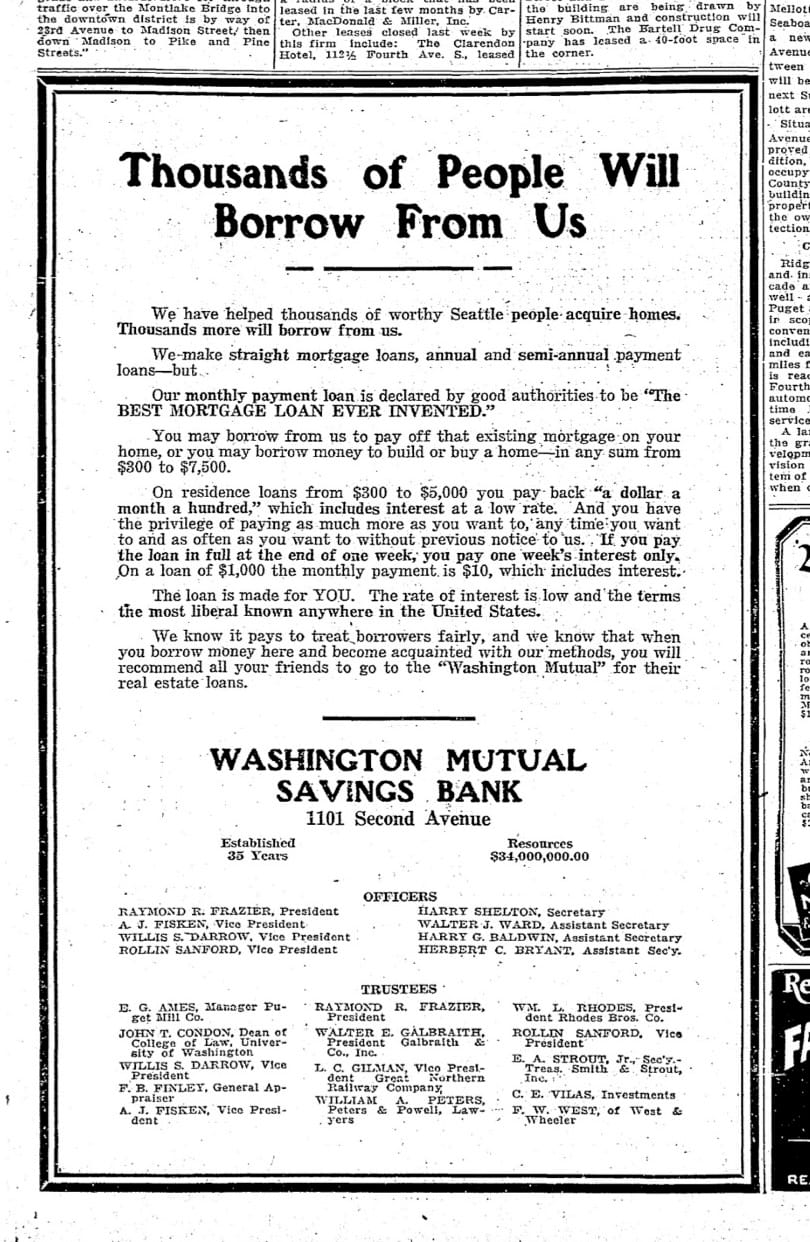 traffic over the Montlake Bridge into
the downtown district is by way of
23rd Avenue to Madison Street, then
down Madison to Pike and Pine
Streets."
leased in the last few months by Car-
ter, MacDonald & Miller, Inc.
Other leases closed last week by
this firm include: The Clarendon
Hotel, 112½ Fourth Ave. S., leased
the building are being drawn by
Henry Bittman and construction will
start soon. The Bartell Drug Com-
pany has leased a 40-foot space in
the corner.
Thousands of People Will
Borrow From Us
We have helped thousands of worthy Seattle people acquire homes.
Thousands more will borrow from us.
We make straight mortgage loans, annual and semi-annual payment
loans—but
Our monthly payment loan is declared by good authorities to be "The
BEST MORTGAGE LOAN EVER INVENTED."
You may borrow from us to pay off that existing mortgage on your
home, or you may borrow money to build or buy a home—in any sum from
$300 to $7,500.
On residence loans from $300 to $5,000 you pay back "a dollar a
month a hundred," which includes interest at a low rate. And you have
the privilege of paying as much more as you want to, any time you want
to and as often as you want to without previous notice to us. If you pay
the loan in full at the end of one week, you pay one week's interest only.
On a loan of $1,000 the monthly payment is $10, which includes interest.
The loan is made for YOU. The rate of interest is low and the terms
the most liberal known anywhere in the United States.
We know it pays to treat borrowers fairly, and we know that when
you borrow money here and become acquainted with our methods, you will
recommend all your friends to go to the "Washington Mutual" for their
real estate loans.
WASHINGTON MUTUAL
SAVINGS BANK
1101 Second Avenue
Established
35 Years
Resources
$34,000,000.00
OFFICERS
RAYMOND R. FRAZIER, President
A. J. FISKEN, Vice President
WILLIS S. DARROW, Vice President
ROLLIN SANFORD, Vice President
HARRY SHELTON, Secretary
WALTER J. WARD, Assistant Secretary
HARRY G. BALDWIN, Assistant Secretary
HERBERT C. BRYANT, Assistant Sec'y.
TRUSTEES
E. G. AMES, Manager Pu-
get Mill Co.
JOHN T. CONDON, Dean of
College of Law, Univer-
sity of Washington
WILLIS S. DARROW, Vice
President
F. B. FINLEY, General Ap-
praiser
A. J. FISKEN, Vice Presi-
dent
RAYMOND R. FRAZIER,
President
WALTER E. GALBRAITH,
President Galbraith &
Co., Inc.
L. C. GILMAN, Vice Presi-
dent Great Northern
Railway Company
WILLIAM A. PETERS,
Peters & Powell, Law-
yers
WM. L. RHODES, Presi-
dent Rhodes Bros. Co.
ROLLIN SANFORD, Vice
President
E. A. STROUT, Jr., Sec'y.-
Treas. Smith & Strout,
Inc.
C. E. VILAS, Investments
F. W. WEST, of West &
Wheeler